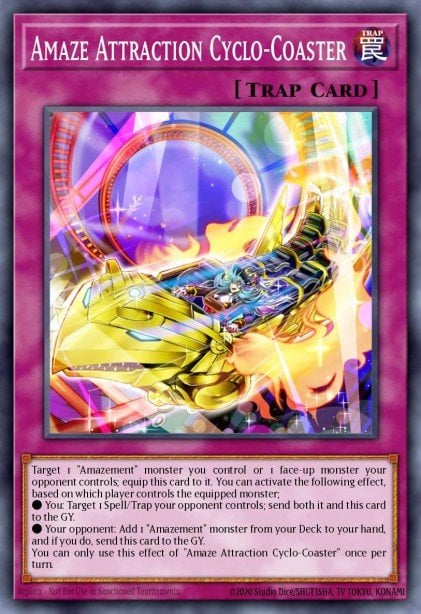 AMAZE ATTRACTION CYCLO-COASTER
TRAP
罠
[TRAP CARD]
Target 1 "Amazement" monster you control or 1 face-up monster your
opponent controls; equip this card to it. You can activate the following effect,
based on which player controls the equipped monster;
● You: Target 1 Spell/Trap your opponent controls; send both it and this card
to the GY.
● Your opponent: Add 1 "Amazement" monster from your Deck to your hand,
and if you do, send this card to the GY.
You can only use this effect of "Amaze Attraction Cyclo-Coaster" once per
turn.
Replica - Not For Use in Sanctioned Tournaments
©2020 Studio Dice/SHUEISHA, TV TOKYO, KONAMI